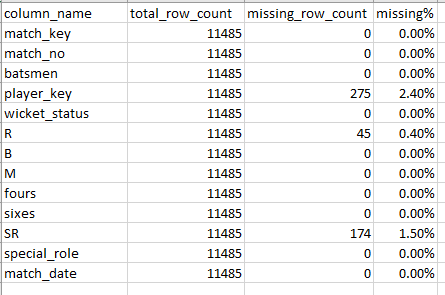 column_name total_row_count missing_row_count missing%
match_key 11485 0 0.00%
match_no 11485 0 0.00%
batsmen 11485 0 0.00%
player_key 11485 275 2.40%
wicket_status 11485 0 0.00%
R 11485 45 0.40%
B 11485 0 0.00%
M 11485 0 0.00%
fours 11485 0 0.00%
sixes 11485 0 0.00%
SR 11485 174 1.50%
special_role 11485 0 0.00%
match_date 11485 0 0.00%